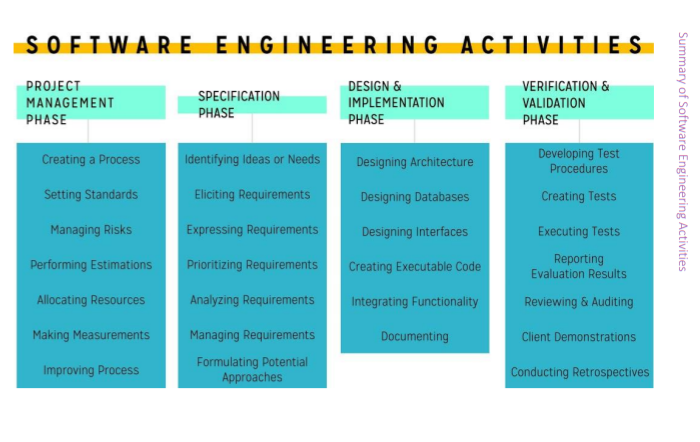 SOFTWARE ENGINEERING ACTIVITIES
PROJECT
MANAGEMENT
PHASE
Creating a Process
Setting Standards
Managing Risks
Performing Estimations
Allocating Resources
Making Measurements
Improving Process
SPECIFICATION
PHASE
Identifying Ideas or Needs
Eliciting Requirements
Expressing Requirements
Prioritizing Requirements
Analyzing Requirements
Managing Requirements
Formulating Potential
Approaches
DESIGN &
IMPLEMENTATION
PHASE
Designing Architecture
Designing Databases
Designing Interfaces
Creating Executable Code
Integrating Functionality
Documenting
VERIFICATION &
VALIDATION
PHASE
Developing Test
Procedures
Creating Tests
Executing Tests
Reporting
Evaluation Results
Reviewing & Auditing
Client Demonstrations
Conducting Retrospectives
Summary of Software Engineering Activities